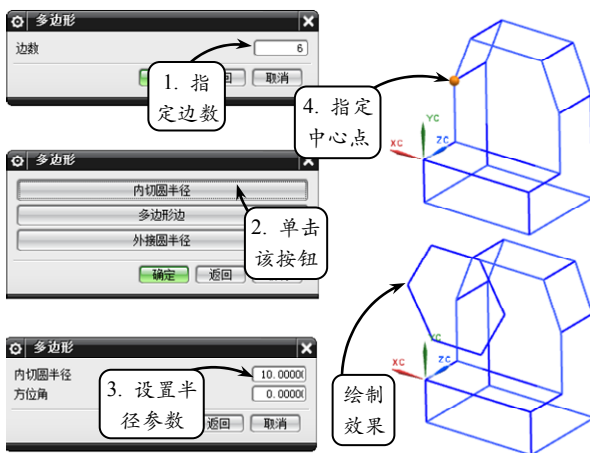 多边形
边数
6
取消
1. 指
定边数
多边形
内切圆半径
多边形边
外接圆半径
确定
返回
2. 单击
该按钮
多边形
内切圆半径
10.0000
方位角
0.0000
返回
取消
3. 设置半
径参数
4. 指定
中心点
YC
XC
ZC
YC
XC
ZC
绘制
效果